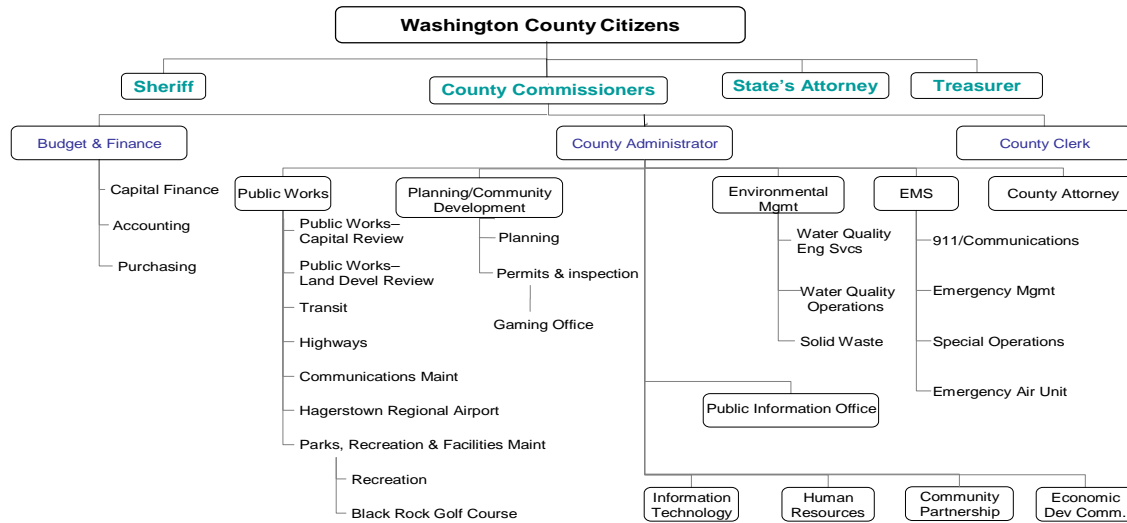 Washington County Citizens
Sheriff
County Commissioners
State's Attorney
Treasurer
Budget & Finance
County Administrator
County Clerk
Capital Finance
Accounting
Purchasing
Public Works
Planning/Community
Development
Environmental
Mgmt
EMS
County Attorney
Public Works–
Capital Review
Public Works–
Land Devel Review
Transit
Highways
Communications Maint
Hagerstown Regional Airport
Parks, Recreation & Facilities Maint
Recreation
Black Rock Golf Course
Planning
Permits & inspection
Gaming Office
Water Quality
Eng Svcs
Water Quality
Operations
Solid Waste
911/Communications
Emergency Mgmt
Special Operations
Emergency Air Unit
Public Information Office
Information
Technology
Human
Resources
Community
Partnership
Economic
Dev Comm.